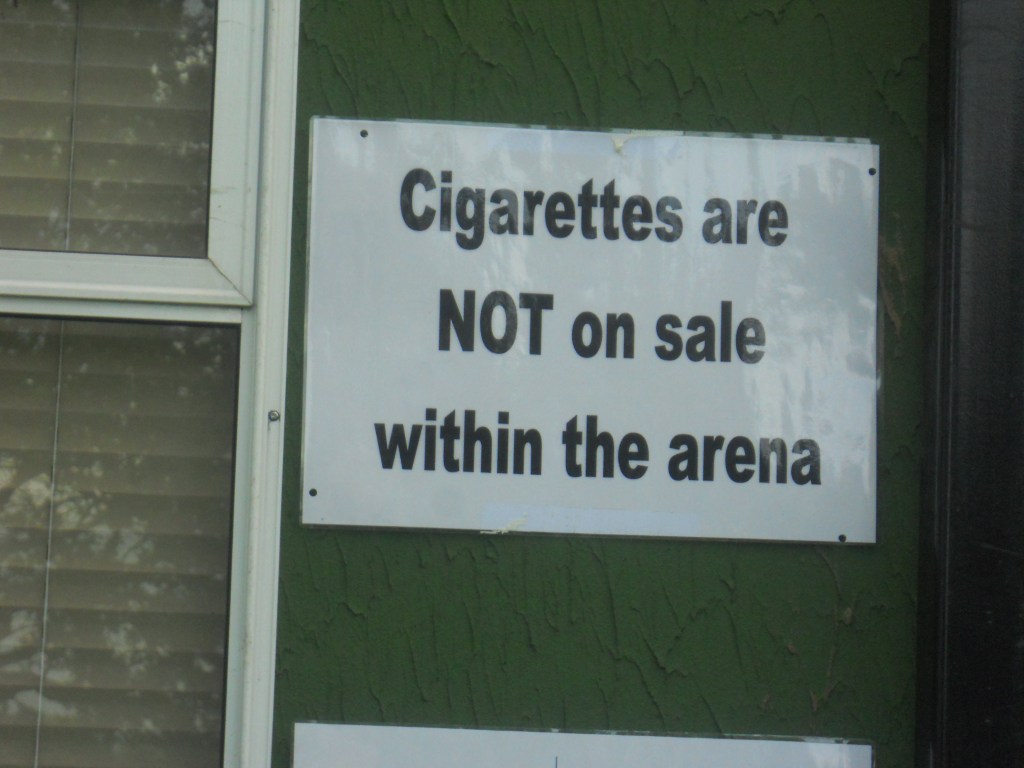 Cigarettes are
NOT on sale
within the arena